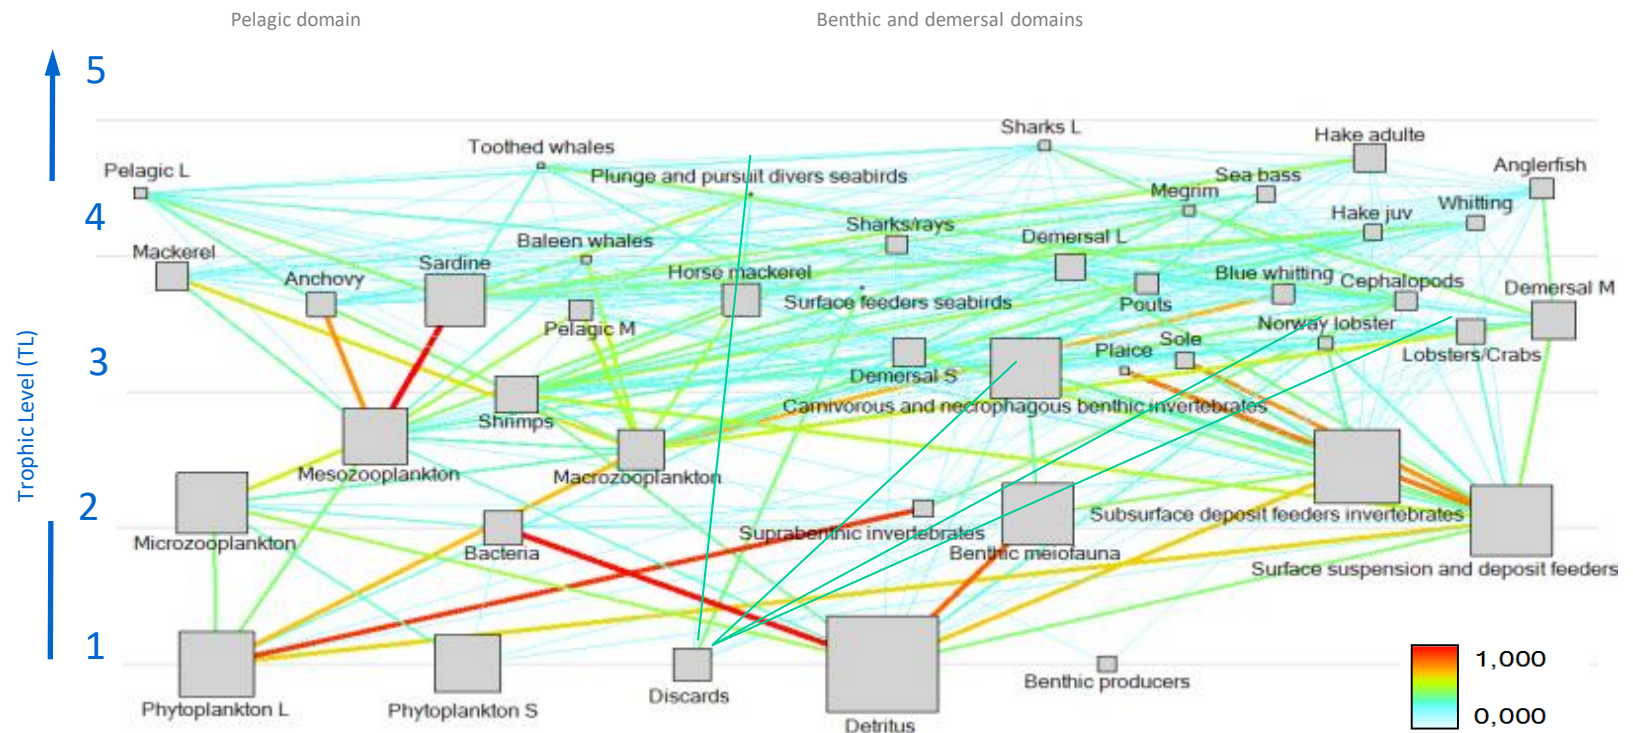 Pelagic domain
Benthic and demersal domains
5
Sharks L
Hake adulte
Toothed whales
Pelagic L
Anglerfish
Plunge and pursuit divers seabirds
Sea bass
Megrim
4
Whitting
Hake juv
Sharks/rays
Demersal L
Baleen whales
Mackerel
Sardine
Anchovy
Horse mackerel
Blue whitting
Cephalopods
Demersal M
Surface feeders seabirds
Pouts
Pelagic M
Norway lobster
Sole
Plaice
Lobsters/Crabs
3
Demersal S
Carnivorous and necrophagous benthic invertebrates
Shrimps
Trophic Level (TL)
Mesozooplankton
Macrozooplankton
2
Subsurface deposit feeders invertebrates
Suprabenthic invertebrates
Microzooplankton
Bacteria
Benthic meiofauna
Surface suspension and deposit feeders
1
1,000
Benthic producers
Discards
Phytoplankton L
Phytoplankton S
0,000
Detritus